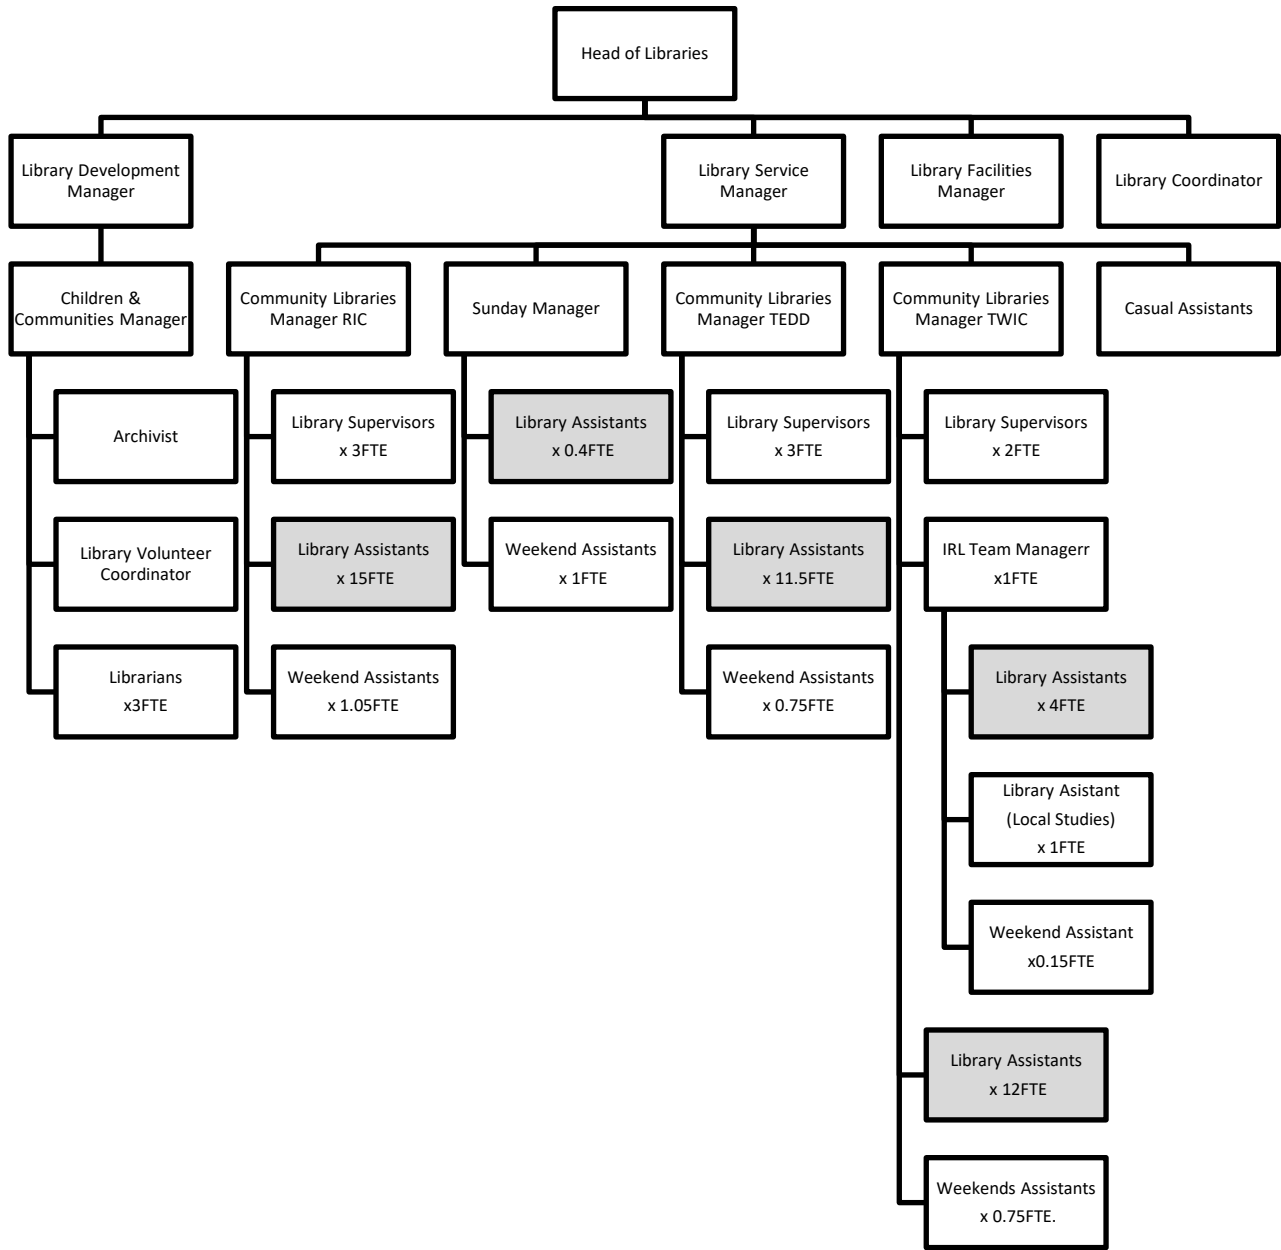 Head of Libraries
Library Development
Manager
Library Service
Manager
Library Facilities
Manager
Library Coordinator
Children &
Communities Manager
Community Libraries
Manager RIC
Sunday Manager
Community Libraries
Manager TEDD
Community Libraries
Manager TWIC
Casual Assistants
Archivist
Library Volunteer
Coordinator
Librarians
x3FTE
Library Supervisors
x 3FTE
Library Assistants
x 15FTE
Weekend Assistants
x 1.05FTE
Library Assistants
x 0.4FTE
Weekend Assistants
x 1FTE
Library Supervisors
x 3FTE
Library Assistants
x 11.5FTE
Weekend Assistants
x 0.75FTE
Library Supervisors
x 2FTE
IRL Team Managerr
x1FTE
Library Assistants
x 4FTE
Library Asistant
(Local Studies)
x 1FTE
Weekend Assistant
x0.15FTE
Library Assistants
x 12FTE
Weekends Assistants
x 0.75FTE.